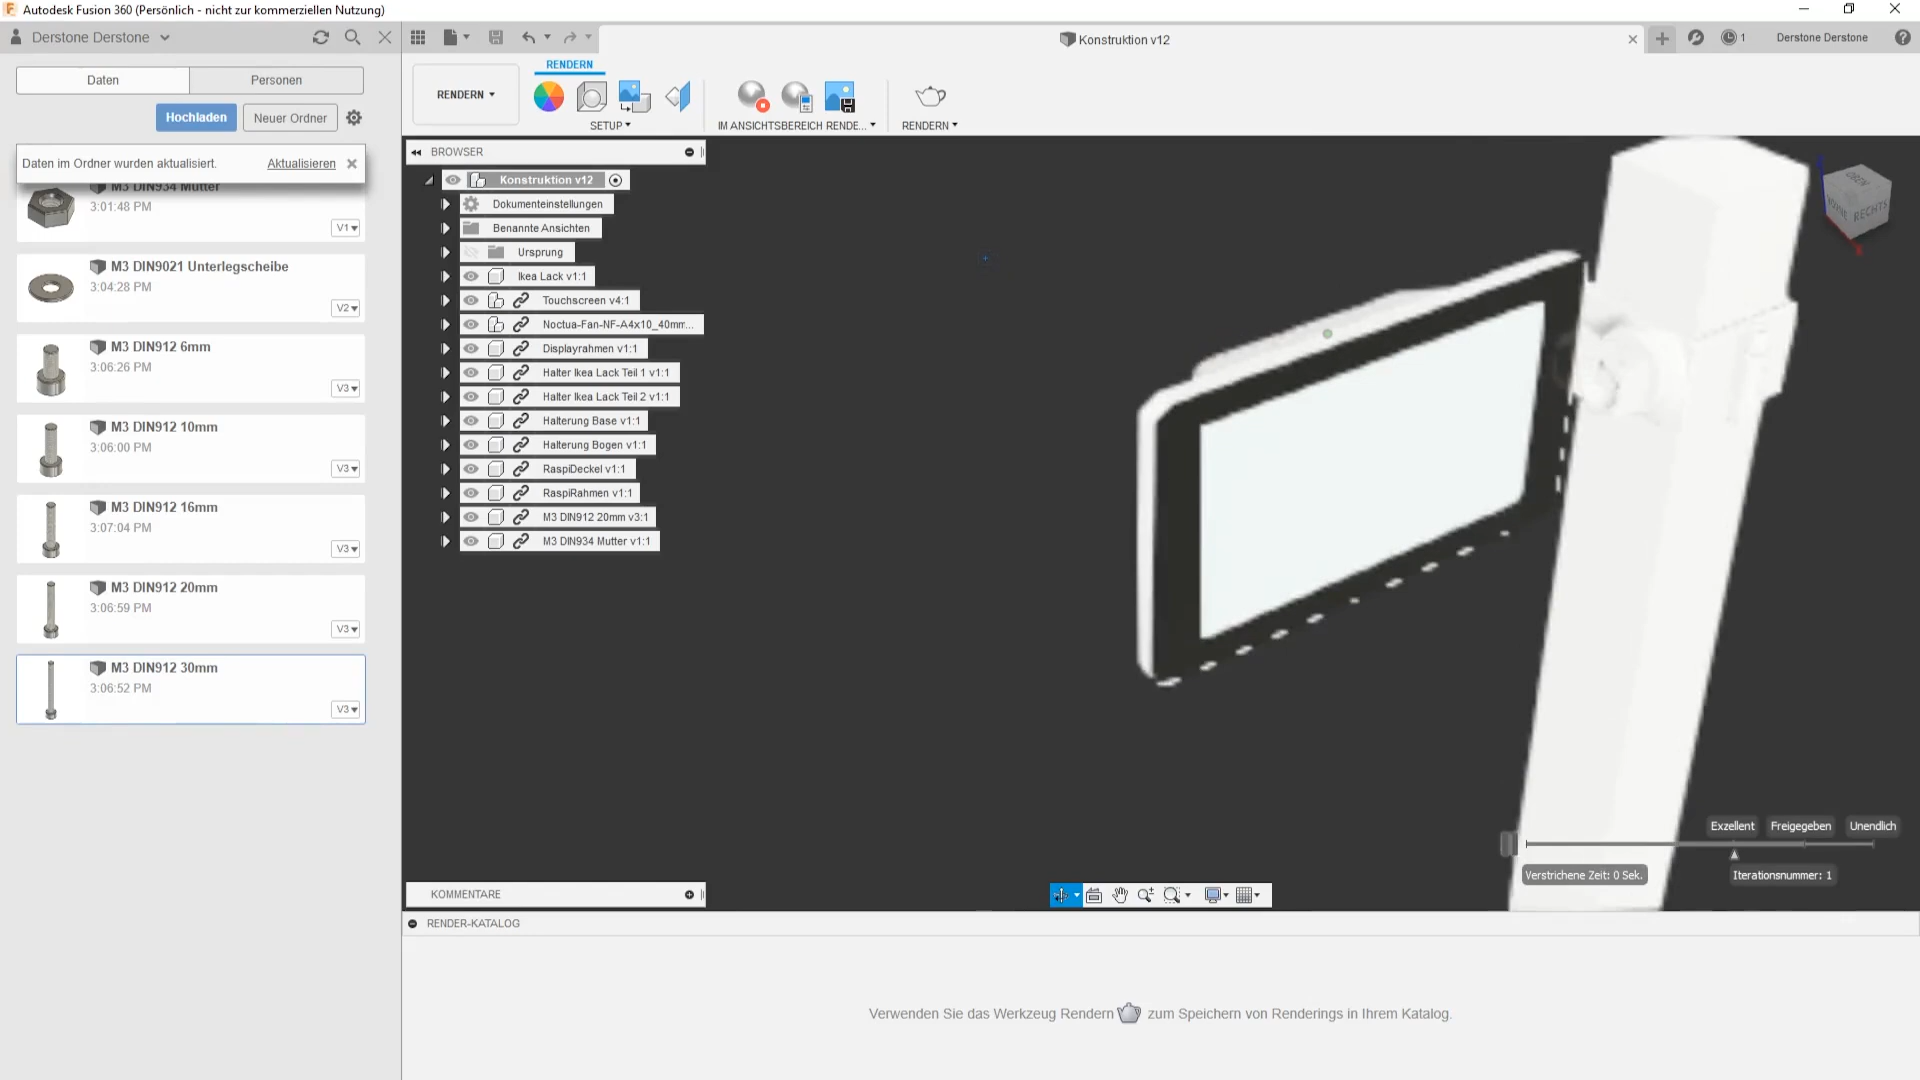 Autodesk Fusion 360 (Persönlich - nicht zur kommerziellen Nutzung)
Derstone Derstone
Konstruktion v12
1
Derstone Derstone
Daten
Personen
Hochladen
Neuer Ordner
Daten im Ordner wurden aktualisiert.
Aktualisieren
M3 DIN934 Mutter
3:01:48 PM
V1
M3 DIN9021 Unterlegscheibe
3:04:28 PM
V2
M3 DIN912 6mm
3:06:26 PM
V3
M3 DIN912 10mm
3:06:00 PM
V3
M3 DIN912 16mm
3:07:04 PM
V3
M3 DIN912 20mm
3:06:59 PM
V3
M3 DIN912 30mm
3:06:52 PM
V3
RENDERN
RENDERN
SETUP
IM ANSICHTSBEREICH RENDE...
RENDERN
BROWSER
Konstruktion v12
Dokumenteinstellungen
Benannte Ansichten
Ursprung
Ikea Lack v1:1
Touchscreen v4:1
Noctua-Fan-NF-A4x10_40mm...
Displayrahmen v1:1
Halter Ikea Lack Teil 1 v1:1
Halter Ikea Lack Teil 2 v1:1
Halterung Base v1:1
Halterung Bogen v1:1
RaspiDeckel v1:1
RaspiRahmen v1:1
M3 DIN912 20mm v3:1
M3 DIN934 Mutter v1:1
OBEN
RECHTS
Exzellent
Freigegeben
Unendlich
Verstrichene Zeit: 0 Sek.
Iterationsnummer: 1
KOMMENTARE
RENDER-KATALOG
Verwenden Sie das Werkzeug Rendern zum Speichern von Renderings in Ihrem Katalog.